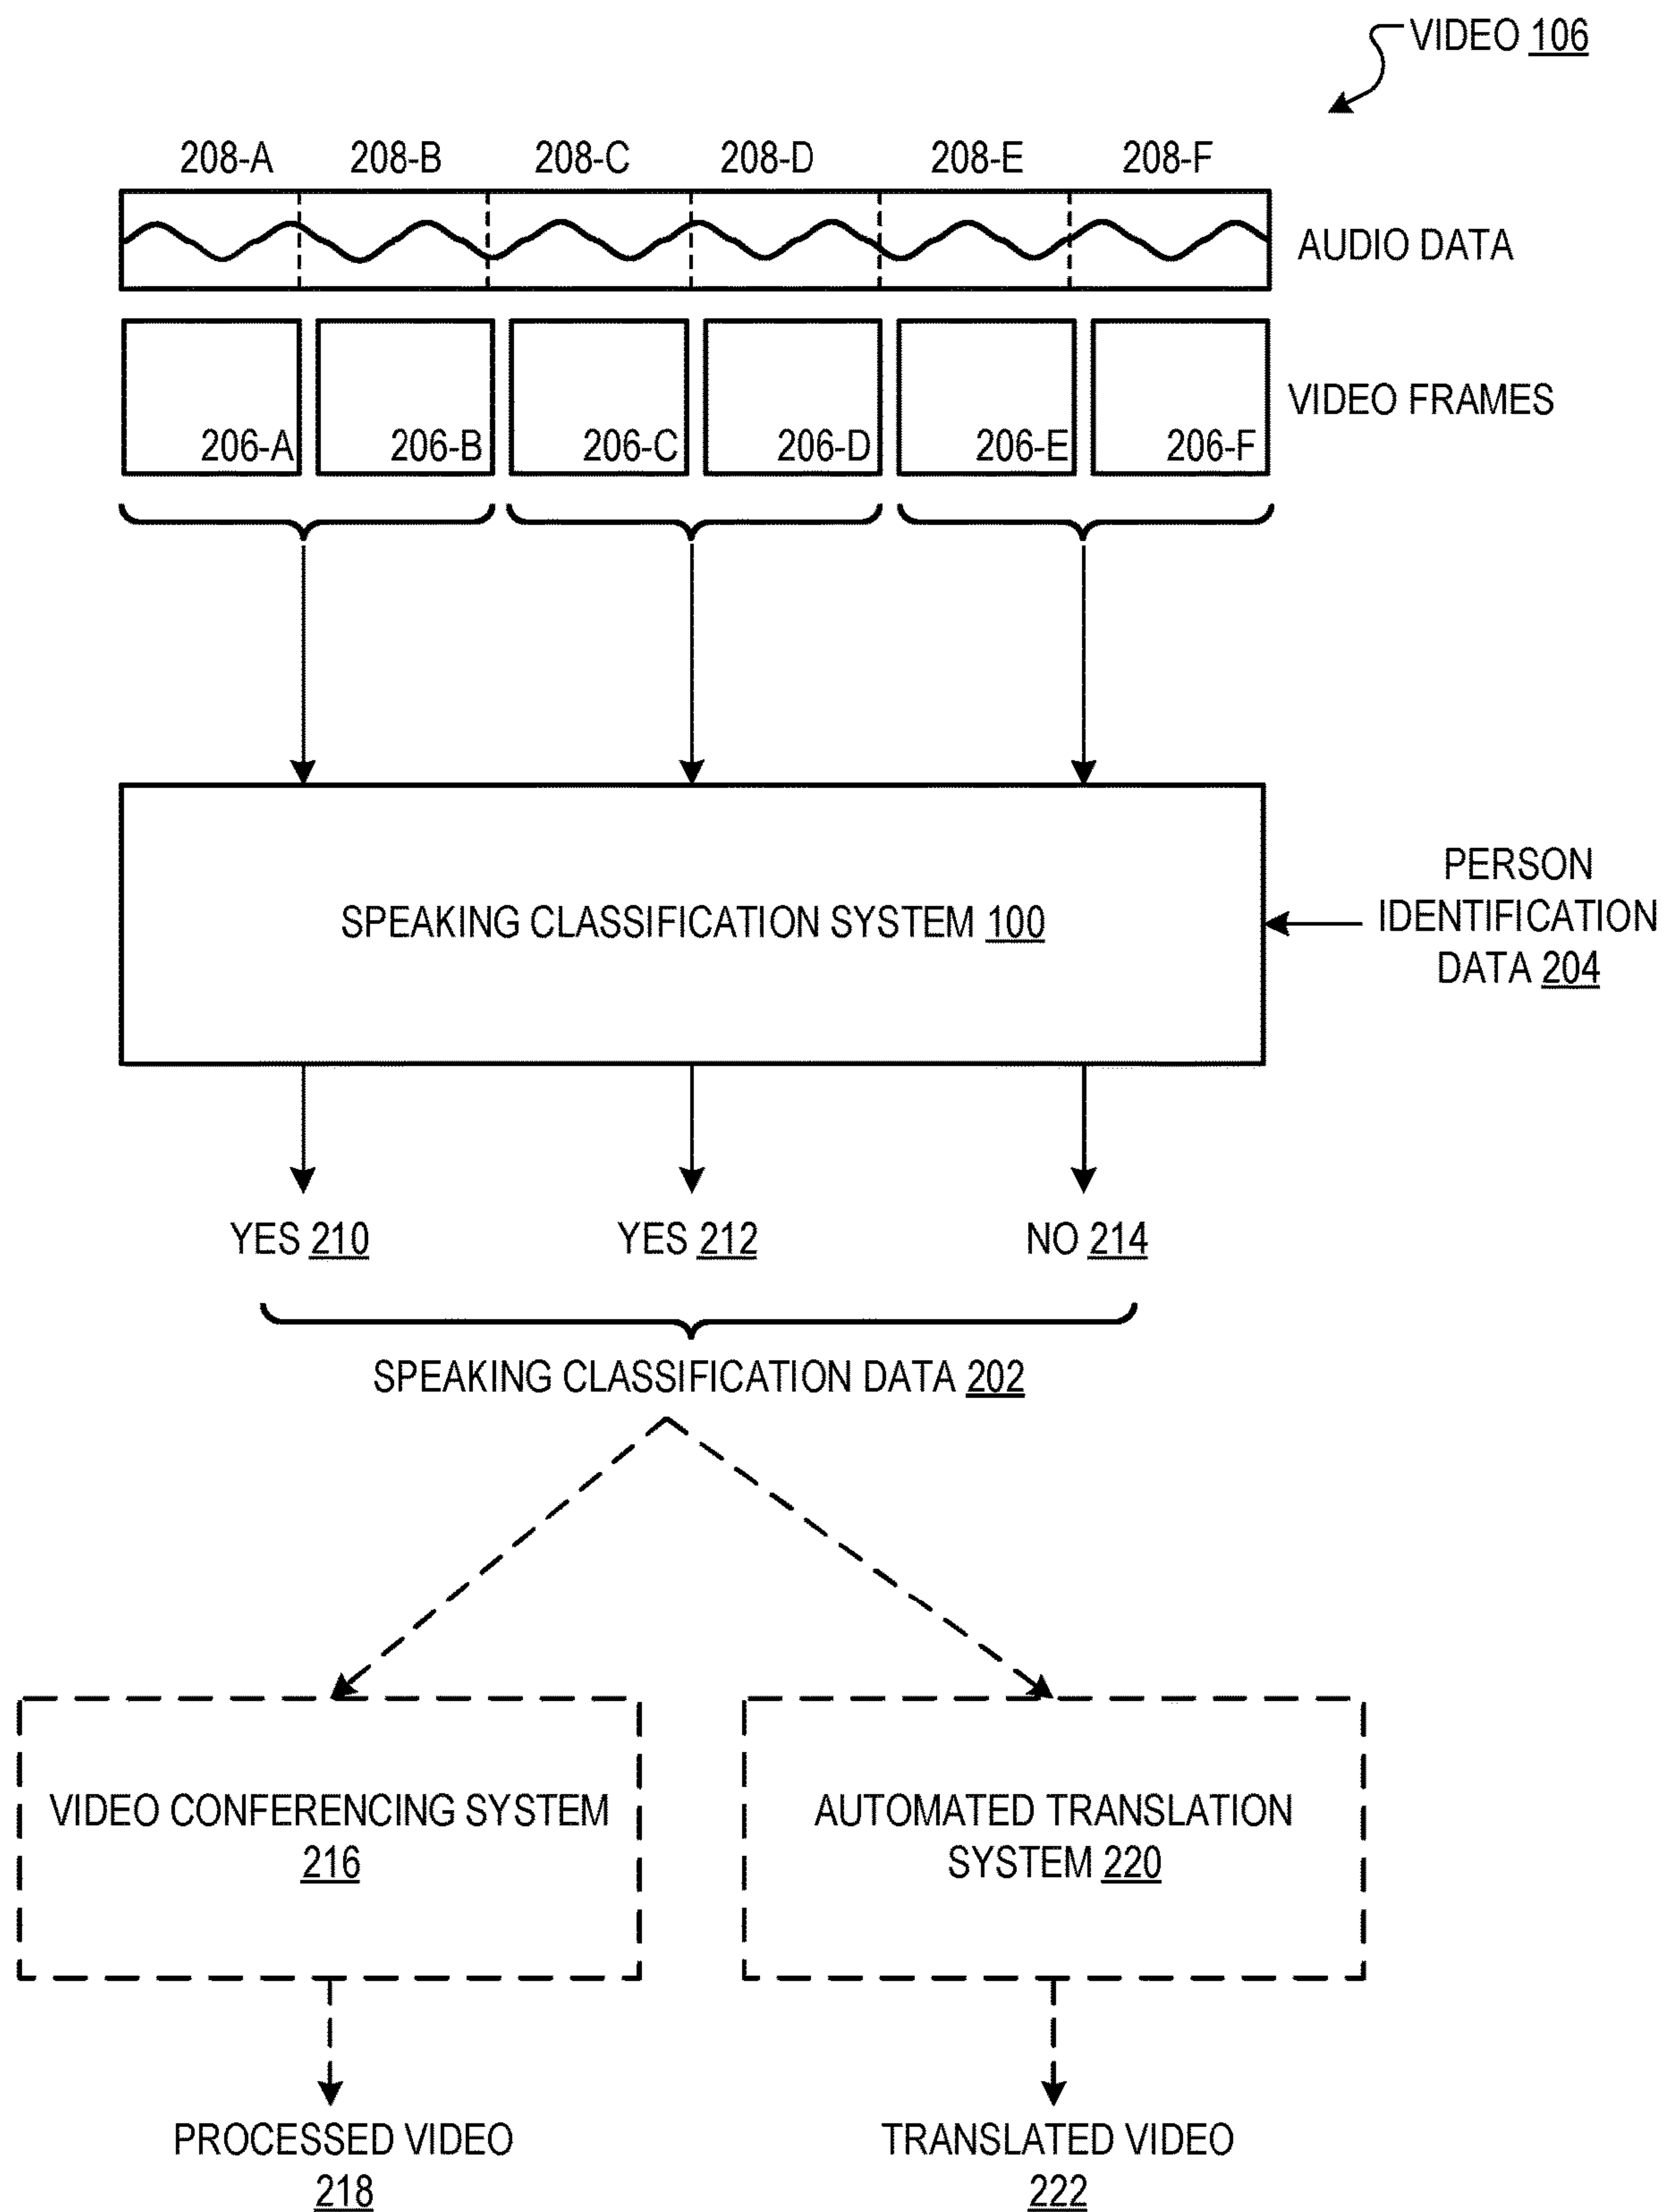 VIDEO 106
208-A 208-B 208-C 208-D 208-E 208-F
AUDIO DATA
VIDEO FRAMES
206-A 206-B 206-C 206-D 206-E 206-F
SPEAKING CLASSIFICATION SYSTEM 100
PERSON
IDENTIFICATION
DATA 204
YES 210 YES 212 NO 214
SPEAKING CLASSIFICATION DATA 202
VIDEO CONFERENCING SYSTEM
216
AUTOMATED TRANSLATION
SYSTEM 220
PROCESSED VIDEO
218
TRANSLATED VIDEO
222